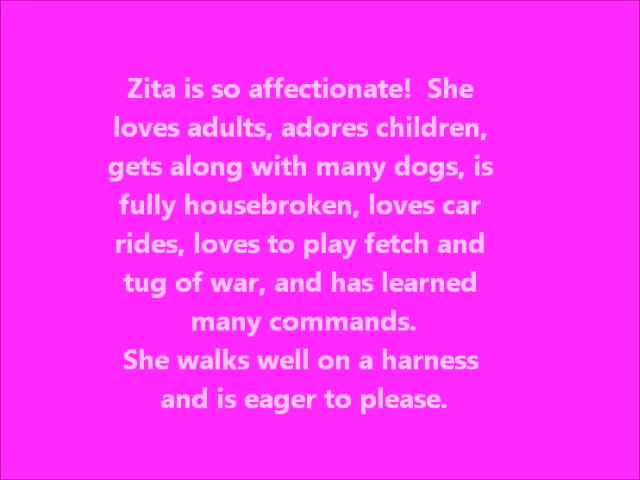 Zita is so affectionate!  She
loves adults, adores children,
gets along with many dogs, is
fully housebroken, loves car
rides, loves to play fetch and
tug of war, and has learned
many commands.
She walks well on a harness
and is eager to please.